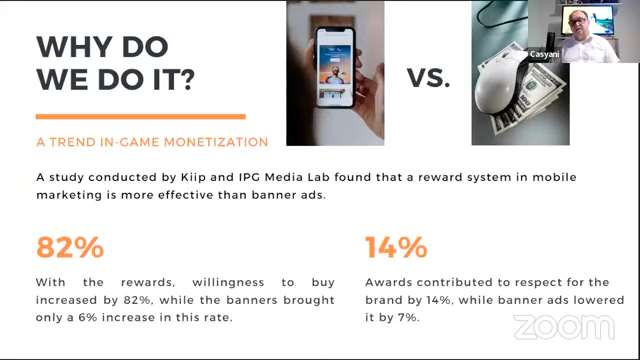 WHY DO
WE DO IT?
VS.
Casyani
A TREND IN-GAME MONETIZATION
A study conducted by Kiip and IPG Media Lab found that a reward system in mobile
marketing is more effective than banner ads.
82%
With the rewards, willingness to buy
increased by 82%, while the banners brought
only a 6% increase in this rate.
14%
Awards contributed to respect for the
brand by 14%, while banner ads lowered
it by 7%.
zoom